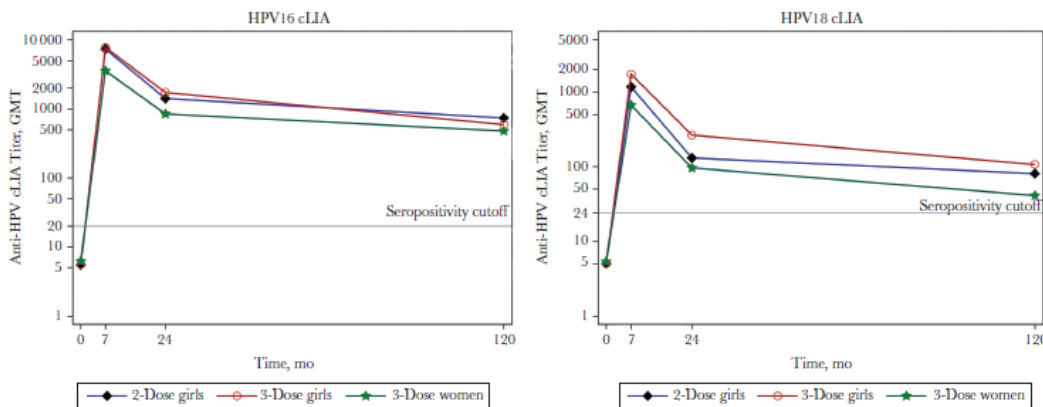 HPV16 cLIA
Anti-HPV cLIA Titer, GMT
10 000
5000
2000
1000
500
100
50
20
10
5
1
Seropositivity cutoff
0 7 24 120
Time, mo
2-Dose girls 3-Dose girls 3-Dose women
HPV18 cLIA
Anti-HPV cLIA Titer, GMT
5000
2000
1000
500
100
50
24
10
5
1
Seropositivity cutoff
0 7 24 120
Time, mo
2-Dose girls 3-Dose girls 3-Dose women